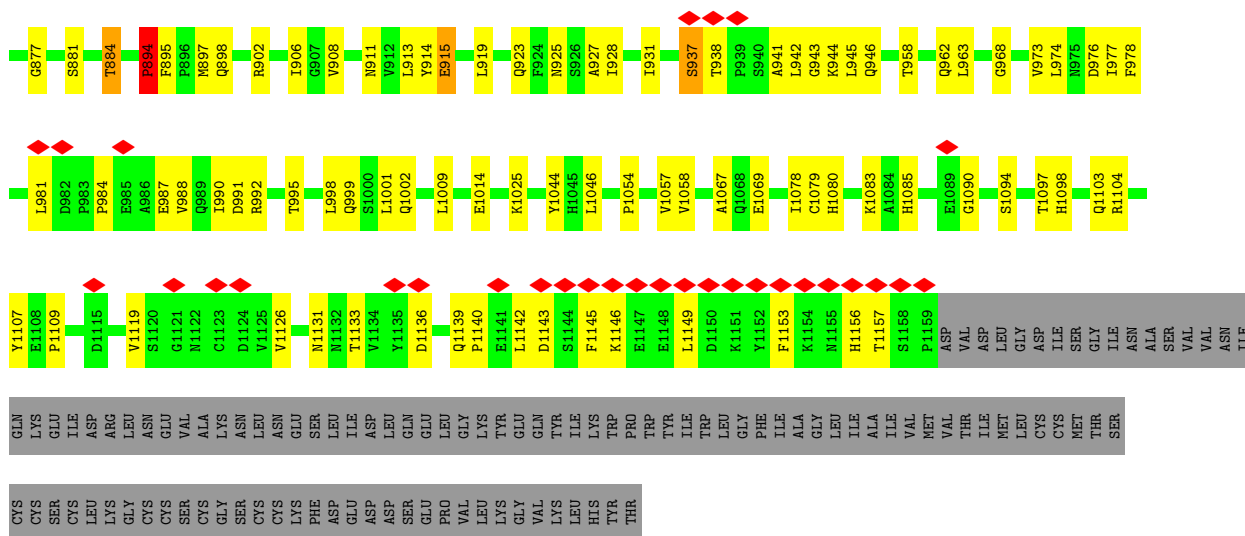 G877 S881 T884 P894 F895 P896 M897 Q898 R902 I906 G907 V908 N911 V912 L913 Y914 E915 L919 Q923 F924 N925 S926 A927 I928 I931 S937 T938 P939 S940 A941 L942 G943 K944 L945 Q946 T958 Q962 L963 G968 V973 L974 N975 D976 I977 F978
L981 D982 P983 P984 E985 A986 E987 V988 Q989 I990 D991 R992 T995 L998 Q999 S1000 L1001 Q1002 L1009 E1014 K1025 Y1044 H1045 L1046 P1054 V1057 V1058 A1067 Q1068 E1069 I1078 C1079 H1080 K1083 A1084 H1085 E1089 G1090 S1094 T1097 H1098 Q1103 R1104
Y1107 E1108 P1109 D1115 V1119 S1120 G1121 N1122 C1123 D1124 V1125 V1126 N1131 N1132 T1133 V1134 Y1135 D1136 Q1139 P1140 E1141 L1142 D1143 S1144 F1145 K1146 E1147 E1148 L1149 D1150 K1151 Y1152 F1153 K1154 N1155 H1156 T1157 S1158 P1159 ASP VAL ASP LEU GLY ASP ILE SER GLY ILE ASN ALA SER VAL VAL ASN ILE
GLN LYS GLU ILE ASP ARG LEU ASN GLU VAL ALA LYS ASN LEU ASN GLU SER LEU ILE ASP LEU GLN GLU LEU GLY LYS TYR GLU GLN TYR ILE LYS TRP PRO TRP TYR ILE TRP LEU GLY PHE ILE ALA GLY LEU ILE ALA ILE VAL MET VAL THR ILE MET LEU CYS CYS MET THR SER
CYS CYS SER CYS LEU LYS GLY CYS CYS SER CYS GLY SER CYS CYS LYS PHE ASP GLU ASP ASP SER GLU PRO VAL LEU LYS GLY VAL LYS LEU HIS TYR THR